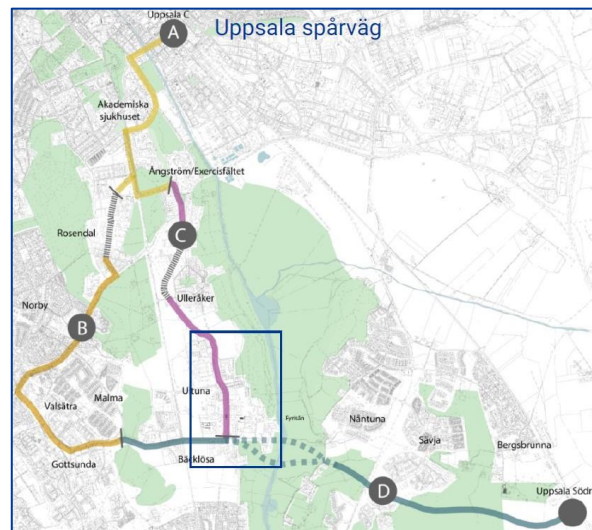 Uppsala spårväg
Uppsala C
A
Akademiska
sjukhuset
Ångström/Exercisfältet
Rosendal
C
Ulleråker
Norby
B
Ultuna
Malma
Valsätra
Nåntuna
Fyrisån
Sävja
Bergsbrunna
Gottsunda
Bäcklösa
D
Uppsala Södr